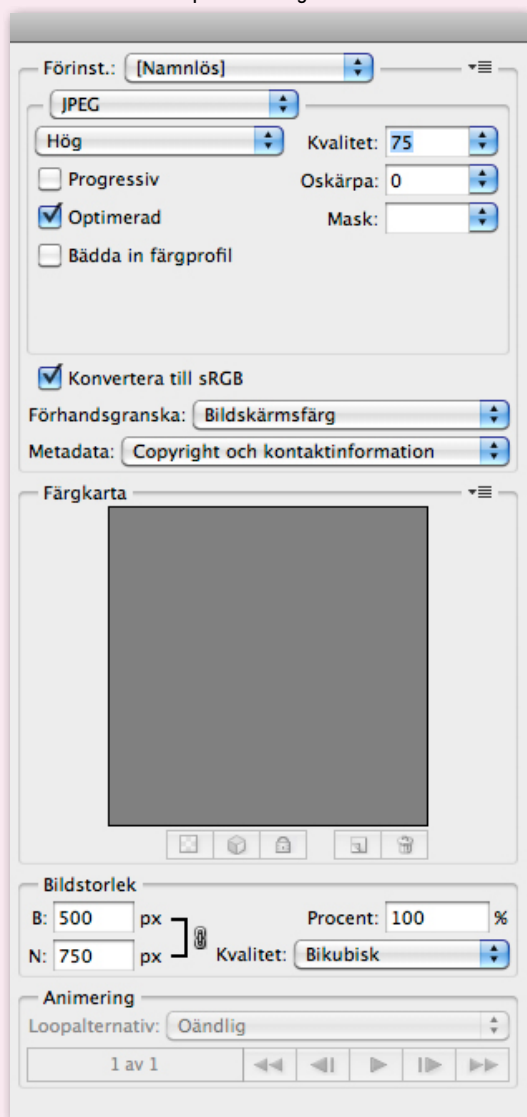 Förinst.: [Namnlös]
JPEG
Hög Kvalitet: 75
Progressiv Oskärpa: 0
Optimerad Mask:
Bädda in färgprofil
Konvertera till sRGB
Förhandsgranska: Bildskärmsfärg
Metadata: Copyright och kontaktinformation
Färgkarta
Bildstorlek
B: 500 px Procent: 100 %
N: 750 px Kvalitet: Bikubisk
Animering
Loopalternativ: Oändlig
1 av 1